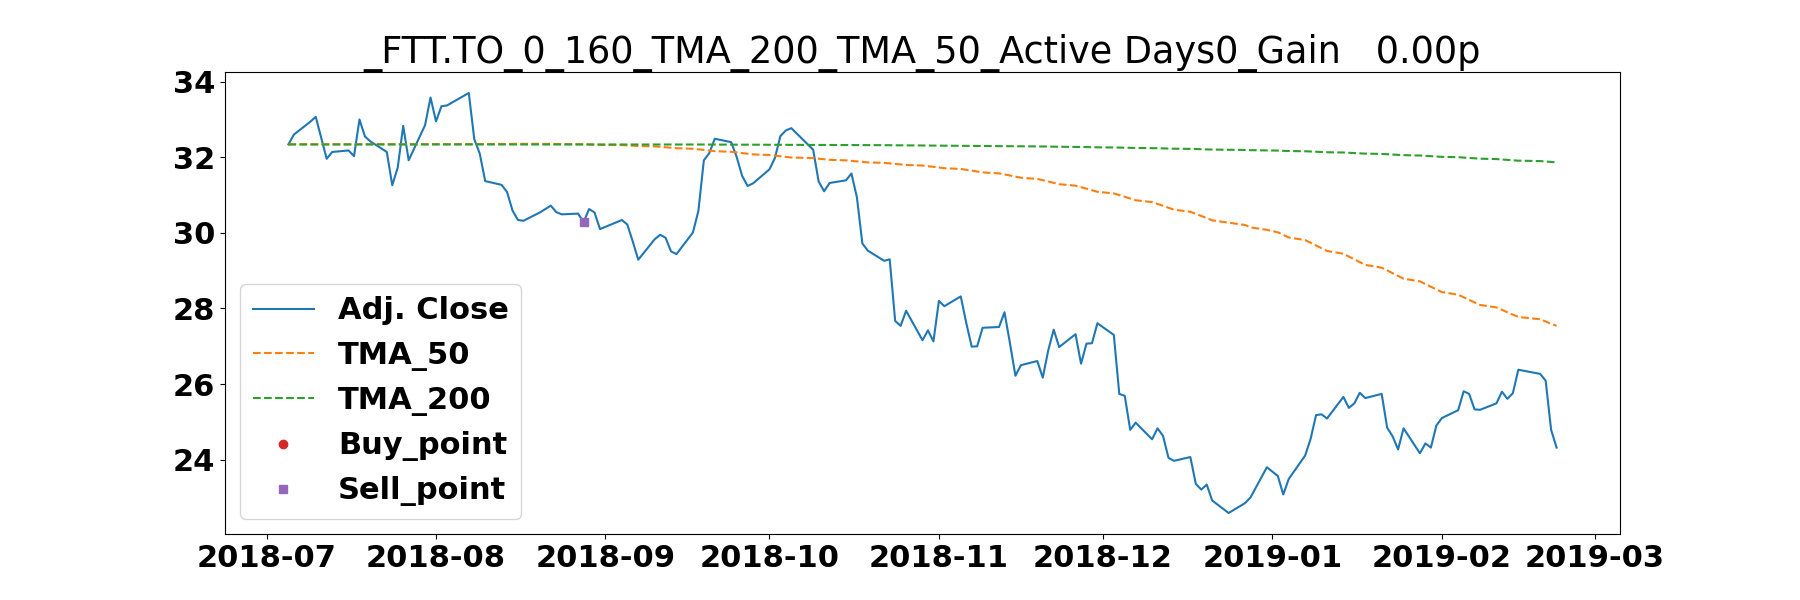 _FTT.TO_0_160_TMA_200_TMA_50_Active Days0_Gain   0.00p
34
32
30
28
26
24
Adj. Close
TMA_50
TMA_200
Buy_point
Sell_point
2018-07 2018-08 2018-09 2018-10 2018-11 2018-12 2019-01 2019-02 2019-03